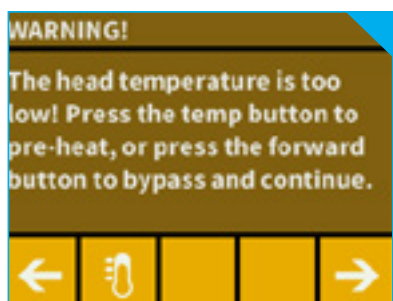 WARNING!
The head temperature is too
low! Press the temp button to
pre-heat, or press the forward
button to bypass and continue.